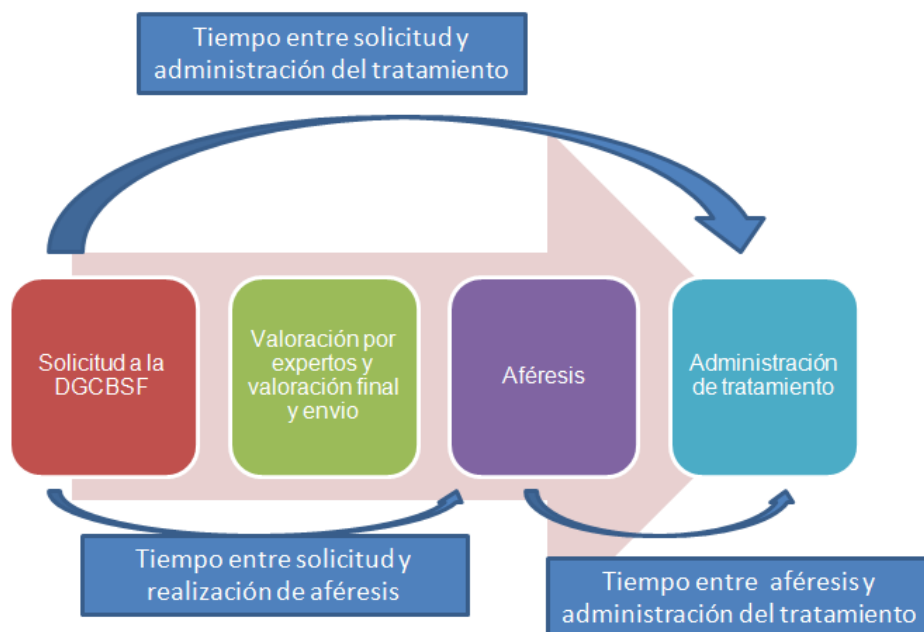 Tiempo entre solicitud y
administración del tratamiento
Solicitud a la
DGCBSF
Valoración por
expertos y
valoración final
y envio
Aféresis
Administración
de tratamiento
Tiempo entre solicitud y
realización de aféresis
Tiempo entre aféresis y
administración del tratamiento